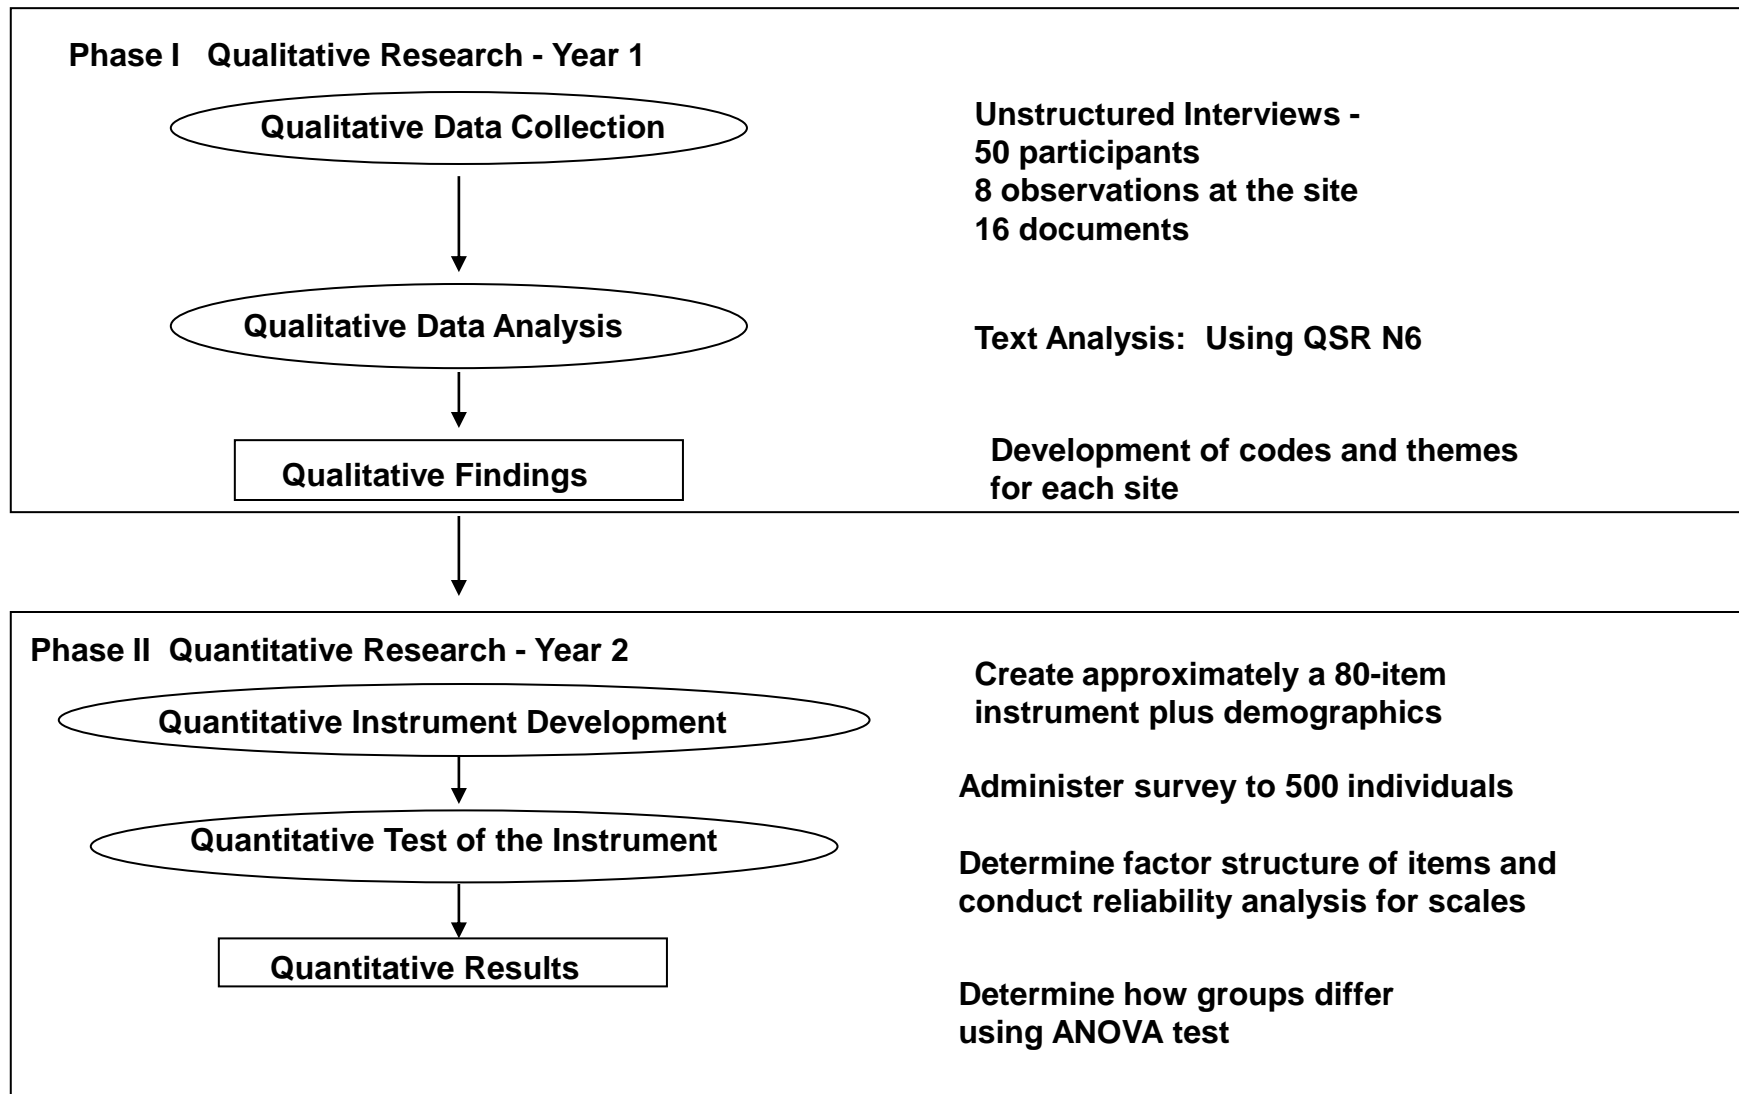 Phase I Qualitative Research - Year 1
Qualitative Data Collection
Unstructured Interviews -
50 participants
8 observations at the site
16 documents
Qualitative Data Analysis
Text Analysis: Using QSR N6
Qualitative Findings
Development of codes and themes
for each site
Phase II Quantitative Research - Year 2
Quantitative Instrument Development
Create approximately a 80-item
instrument plus demographics
Administer survey to 500 individuals
Quantitative Test of the Instrument
Determine factor structure of items and
conduct reliability analysis for scales
Quantitative Results
Determine how groups differ
using ANOVA test